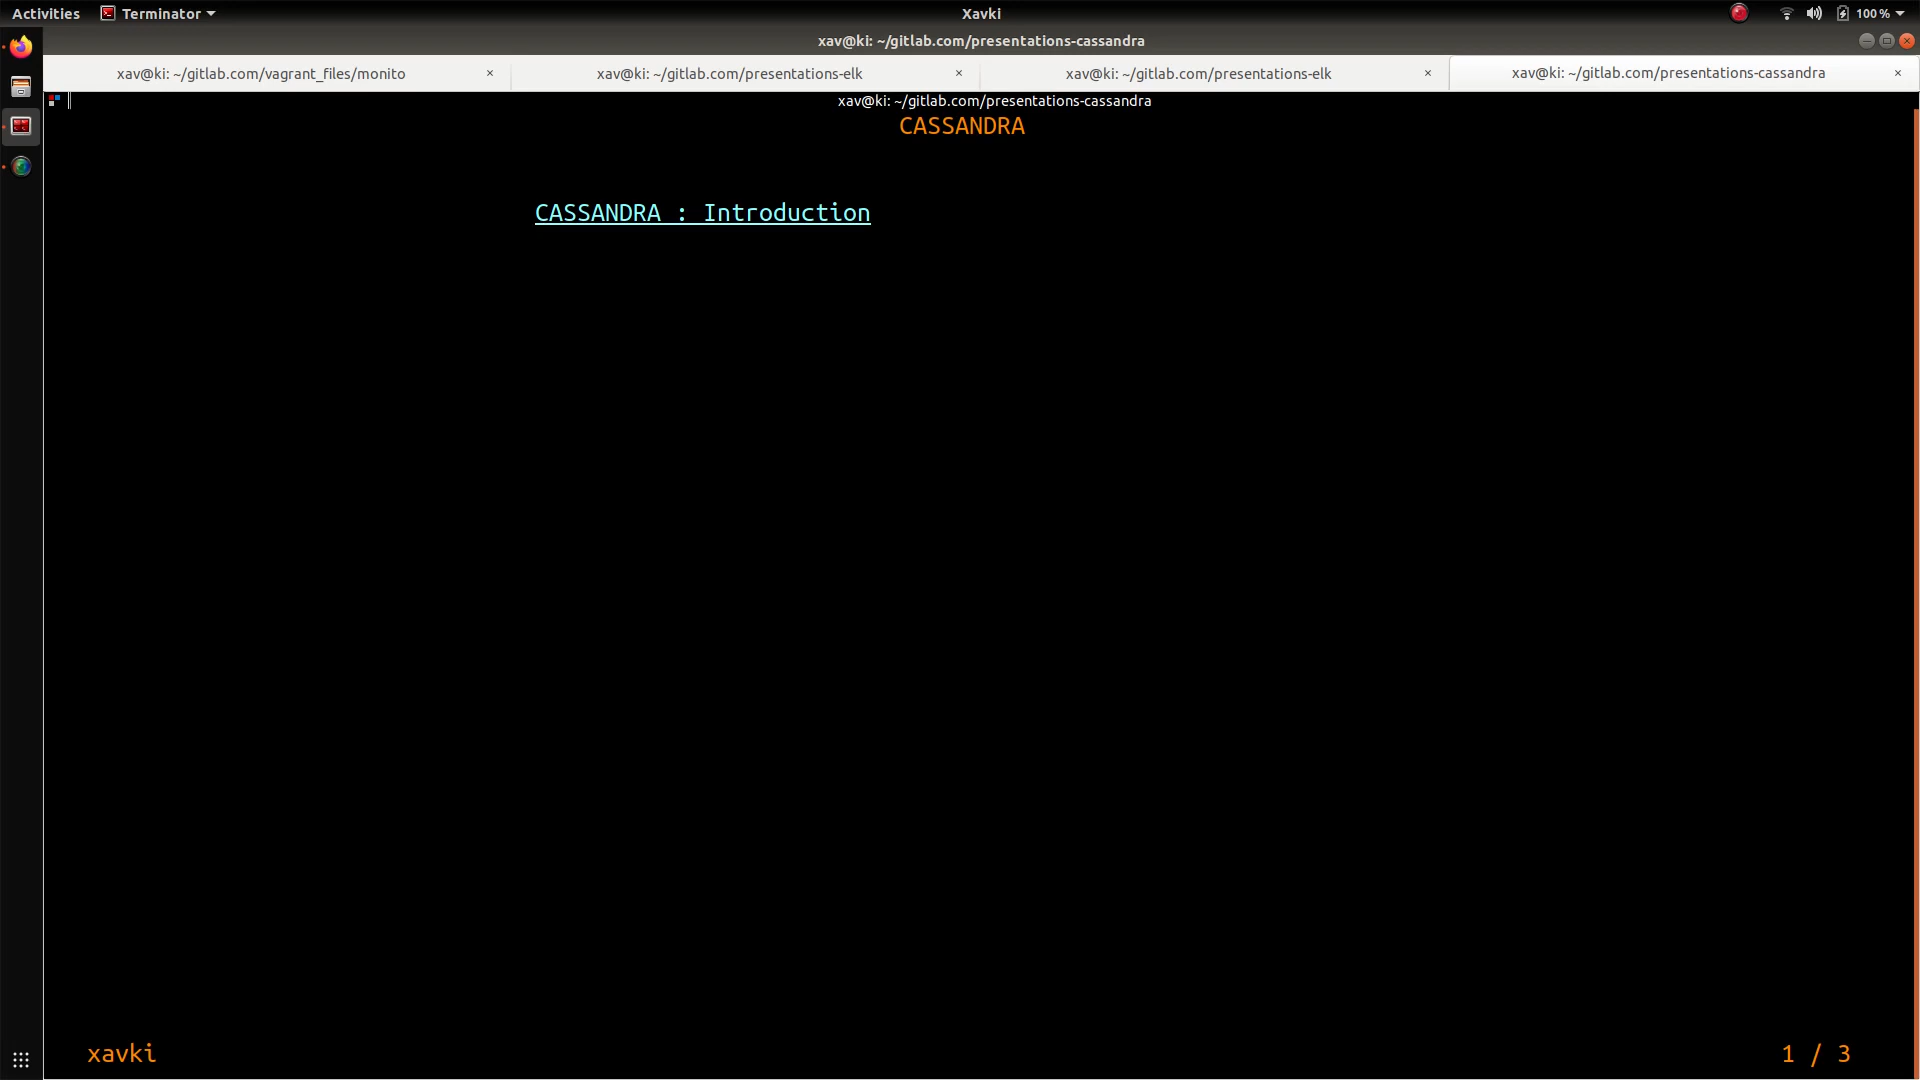 Activities Terminator Xavki 100 %
xav@ki: ~/gitlab.com/presentations-cassandra
xav@ki: ~/gitlab.com/vagrant_files/monito × xav@ki: ~/gitlab.com/presentations-elk × xav@ki: ~/gitlab.com/presentations-elk × xav@ki: ~/gitlab.com/presentations-cassandra ×
xav@ki: ~/gitlab.com/presentations-cassandra
CASSANDRA
CASSANDRA : Introduction
xavki 1 / 3